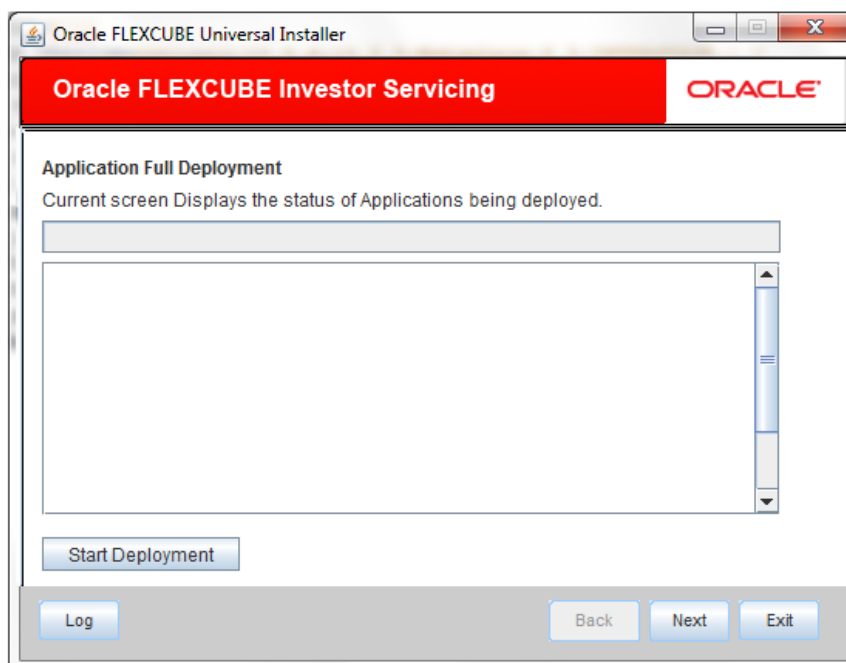 Oracle FLEXCUBE Universal Installer
Oracle FLEXCUBE Investor Servicing
ORACLE
Application Full Deployment
Current screen Displays the status of Applications being deployed.
Start Deployment
Log
Back
Next
Exit